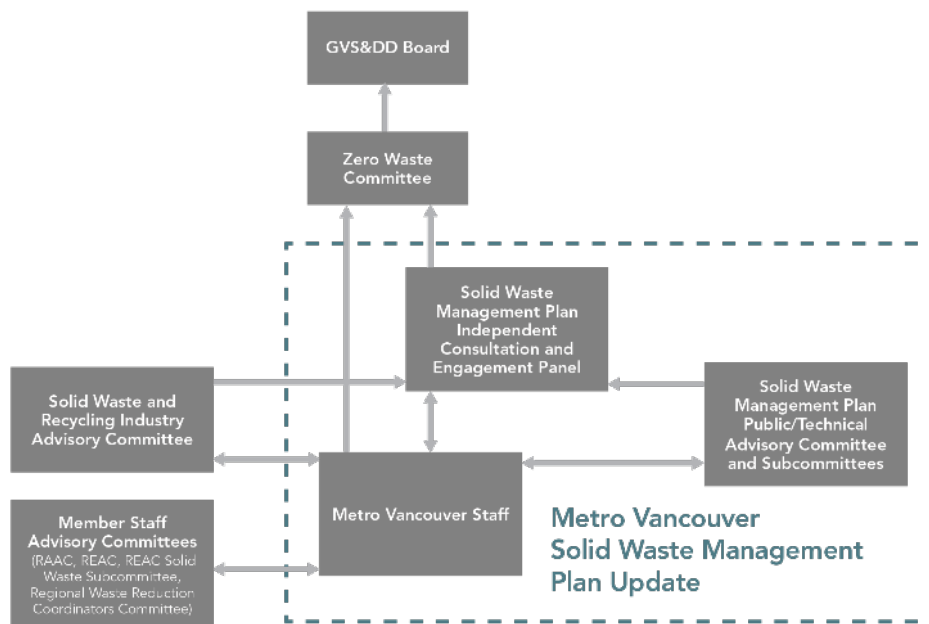 GVS&DD Board
Zero Waste
Committee
Solid Waste
Management Plan
Independent
Consultation and
Engagement Panel
Solid Waste and
Recycling Industry
Advisory Committee
Solid Waste
Management Plan
Public/Technical
Advisory Committee
and Subcommittees
Metro Vancouver Staff
Member Staff
Advisory Committees
(RAAC, REAC, REAC Solid
Waste Subcommittee,
Regional Waste Reduction
Coordinators Committee)
Metro Vancouver
Solid Waste Management
Plan Update